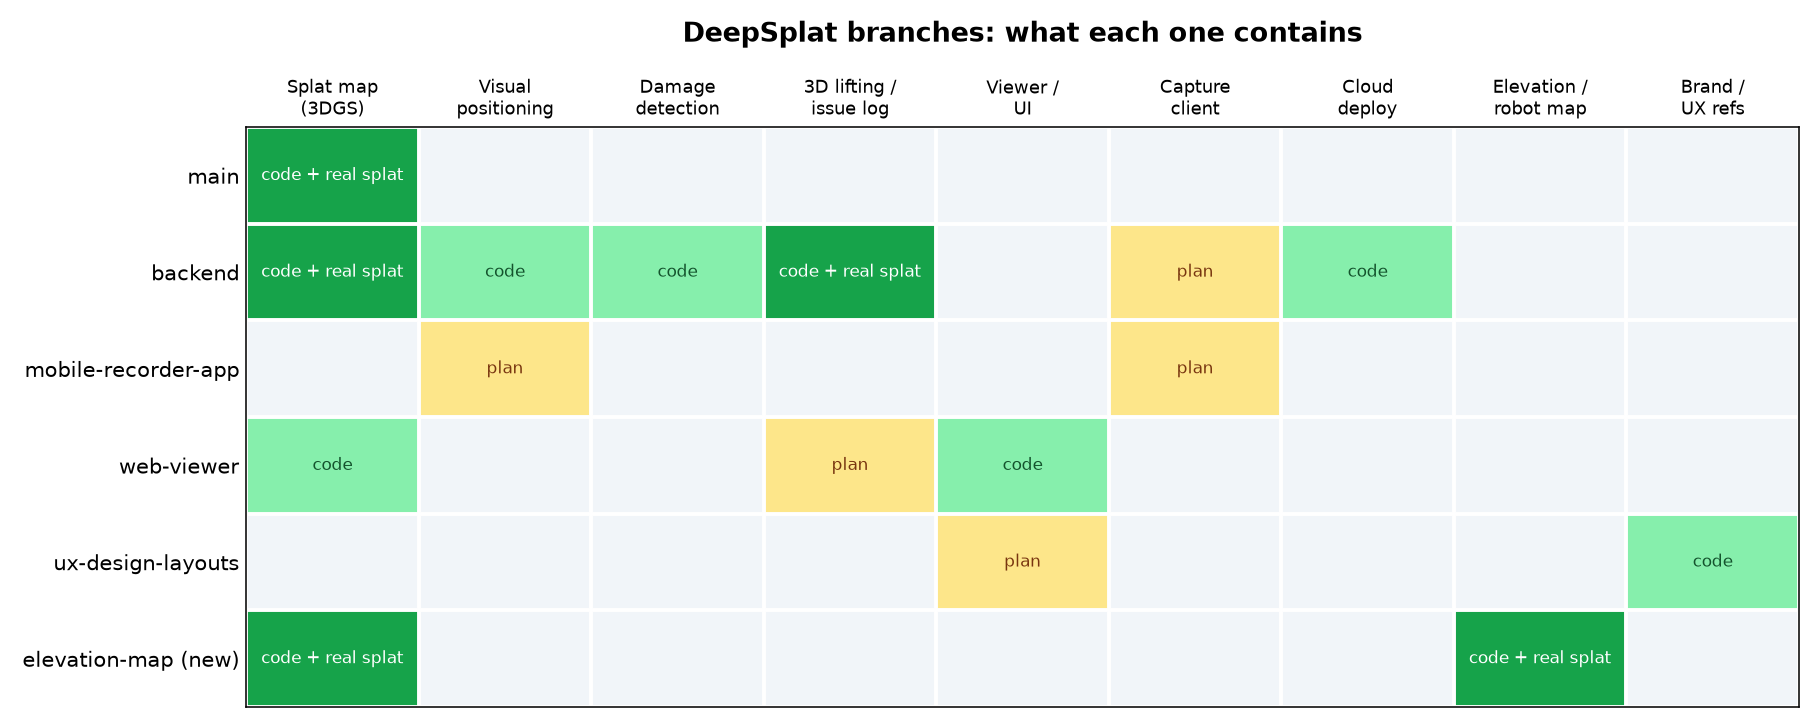 DeepSplat branches: what each one contains
Splat map
(3DGS)
Visual
positioning
Damage
detection
3D lifting /
issue log
Viewer /
UI
Capture
client
Cloud
deploy
Elevation /
robot map
Brand /
UX refs
main
code + real splat
backend
code + real splat
code
code
code + real splat
plan
code
mobile-recorder-app
plan
plan
web-viewer
code
plan
code
ux-design-layouts
plan
code
elevation-map (new)
code + real splat
code + real splat